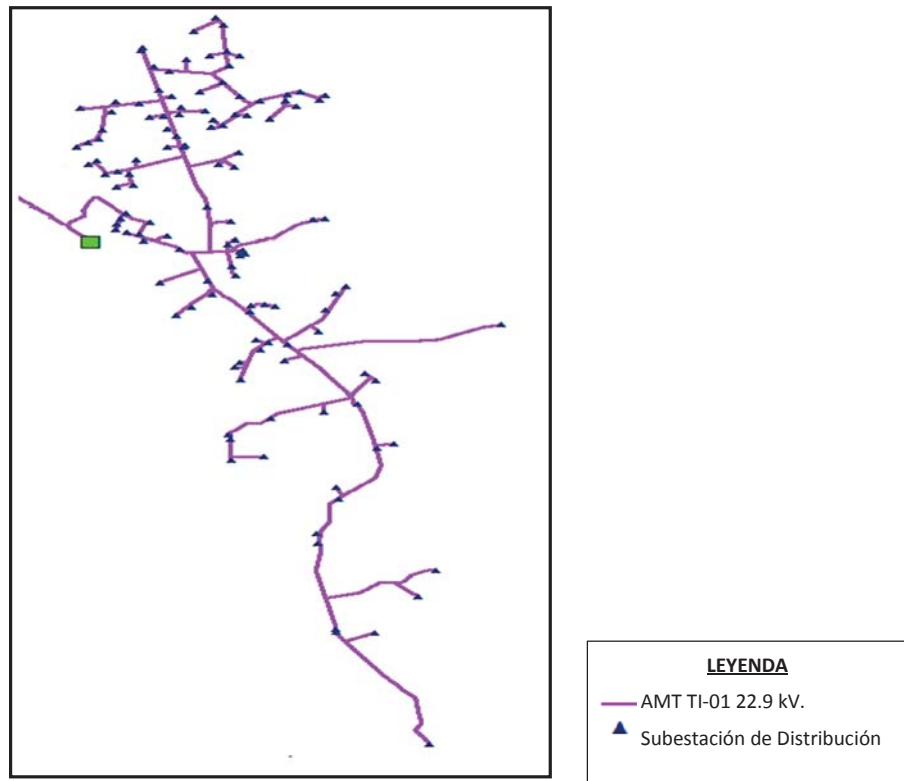 LEYENDA
AMT TI-01 22.9 kV.
Subestación de Distribución